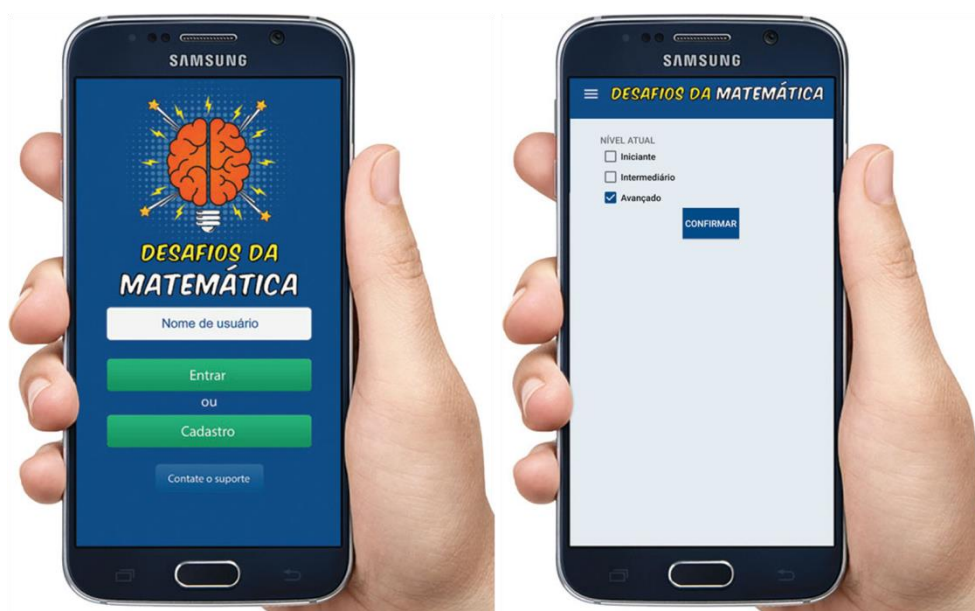 SAMSUNG
DESAFIOS DA
MATEMÁTICA
Nome de usuário
Entrar
ou
Cadastro
Contate o suporte
SAMSUNG
DESAFIOS DA MATEMÁTICA
NÍVEL ATUAL
Iniciante
Intermediário
Avançado
CONFIRMAR